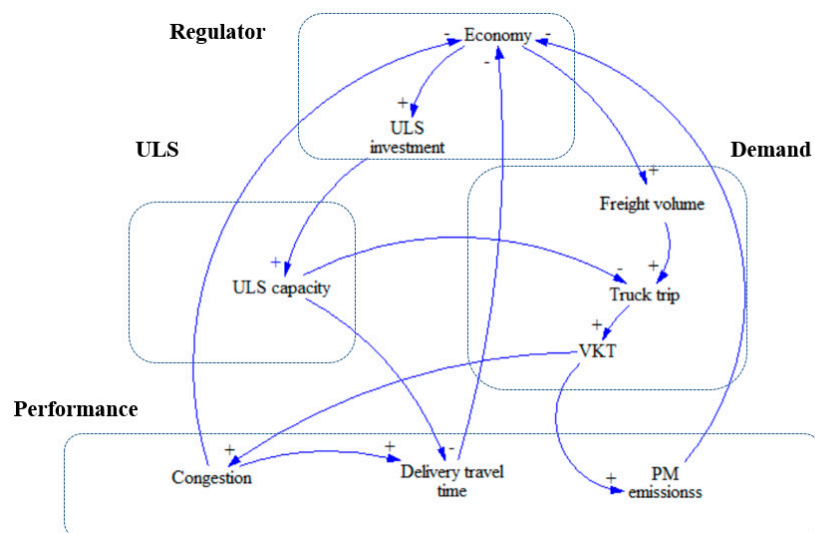 Regulator
- Economy -
-
+
ULS
investment
ULS
Demand
+
Freight volume
+
ULS capacity
- +
Truck trip
+
VKT
Performance
+
Congestion
+
-
Delivery travel
time
+
PM
emissionss